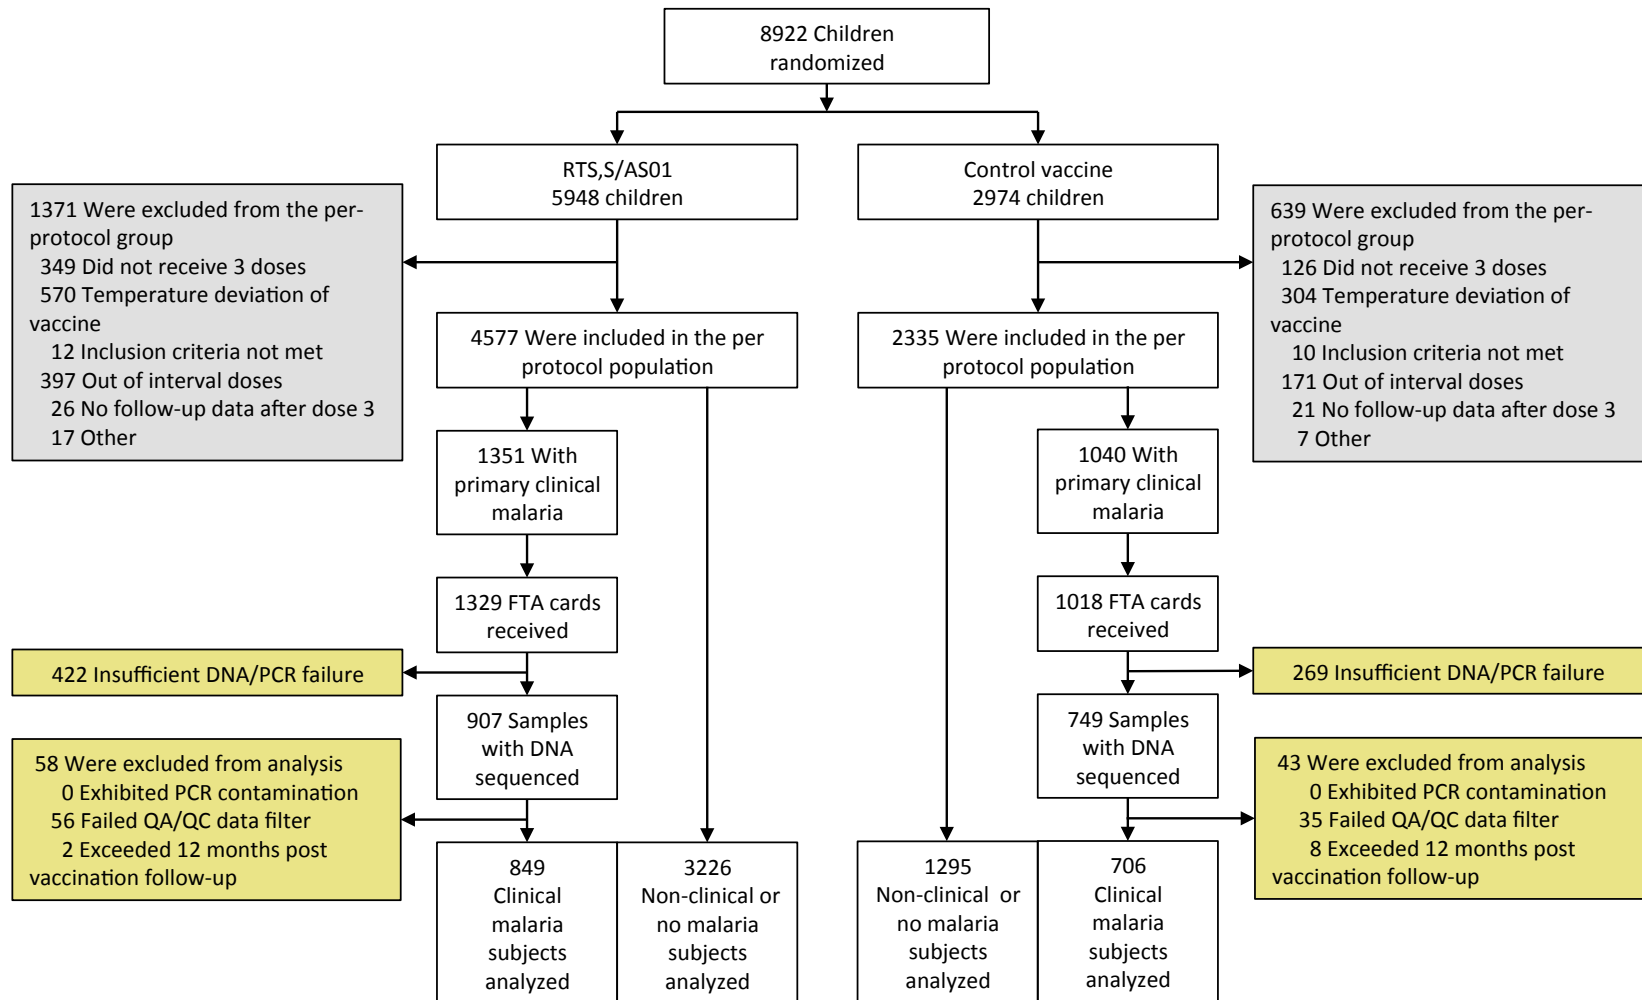 8922 Children
randomized
RTS,S/AS01
5948 children
Control vaccine
2974 children
1371 Were excluded from the per-
protocol group
349 Did not receive 3 doses
570 Temperature deviation of
vaccine
12 Inclusion criteria not met
397 Out of interval doses
26 No follow-up data after dose 3
17 Other
639 Were excluded from the per-
protocol group
126 Did not receive 3 doses
304 Temperature deviation of
vaccine
10 Inclusion criteria not met
171 Out of interval doses
21 No follow-up data after dose 3
7 Other
4577 Were included in the per
protocol population
2335 Were included in the per
protocol population
1351 With
primary clinical
malaria
1040 With
primary clinical
malaria
1329 FTA cards
received
1018 FTA cards
received
422 Insufficient DNA/PCR failure
269 Insufficient DNA/PCR failure
907 Samples
with DNA
sequenced
749 Samples
with DNA
sequenced
58 Were excluded from analysis
0 Exhibited PCR contamination
56 Failed QA/QC data filter
2 Exceeded 12 months post
vaccination follow-up
43 Were excluded from analysis
0 Exhibited PCR contamination
35 Failed QA/QC data filter
8 Exceeded 12 months post
vaccination follow-up
849
Clinical
malaria
subjects
analyzed
3226
Non-clinical or
no malaria
subjects
analyzed
1295
Non-clinical or
no malaria
subjects
analyzed
706
Clinical
malaria
subjects
analyzed